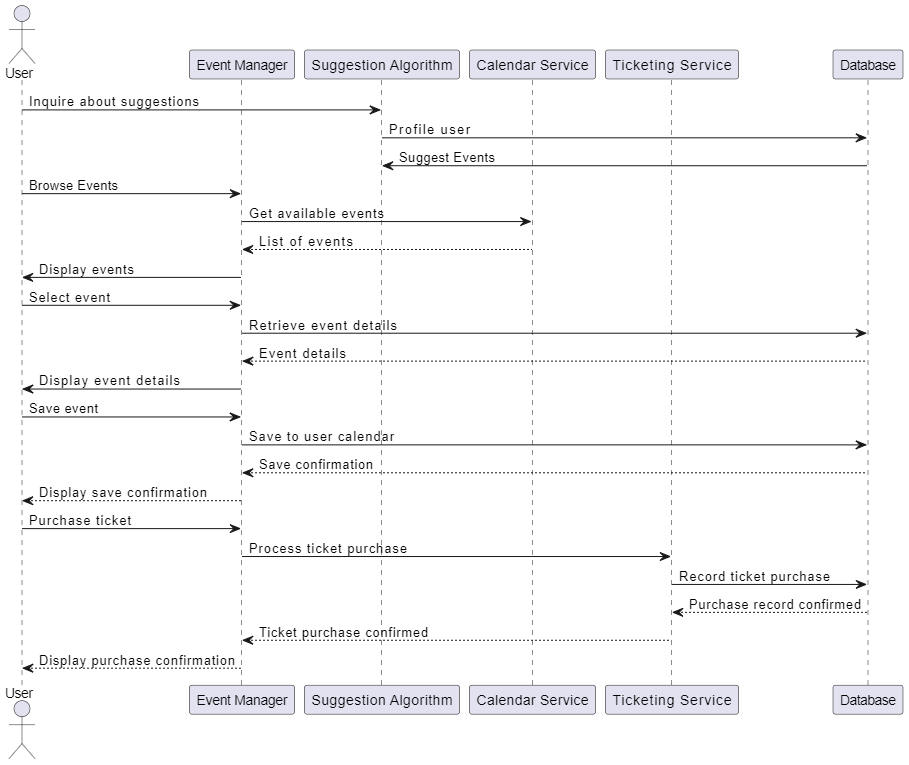 User
Event Manager
Suggestion Algorithm
Calendar Service
Ticketing Service
Database
Inquire about suggestions
Profile user
Suggest Events
Browse Events
Get available events
List of events
Display events
Select event
Retrieve event details
Event details
Display event details
Save event
Save to user calendar
Save confirmation
Display save confirmation
Purchase ticket
Process ticket purchase
Record ticket purchase
Purchase record confirmed
Ticket purchase confirmed
Display purchase confirmation
User
Event Manager
Suggestion Algorithm
Calendar Service
Ticketing Service
Database